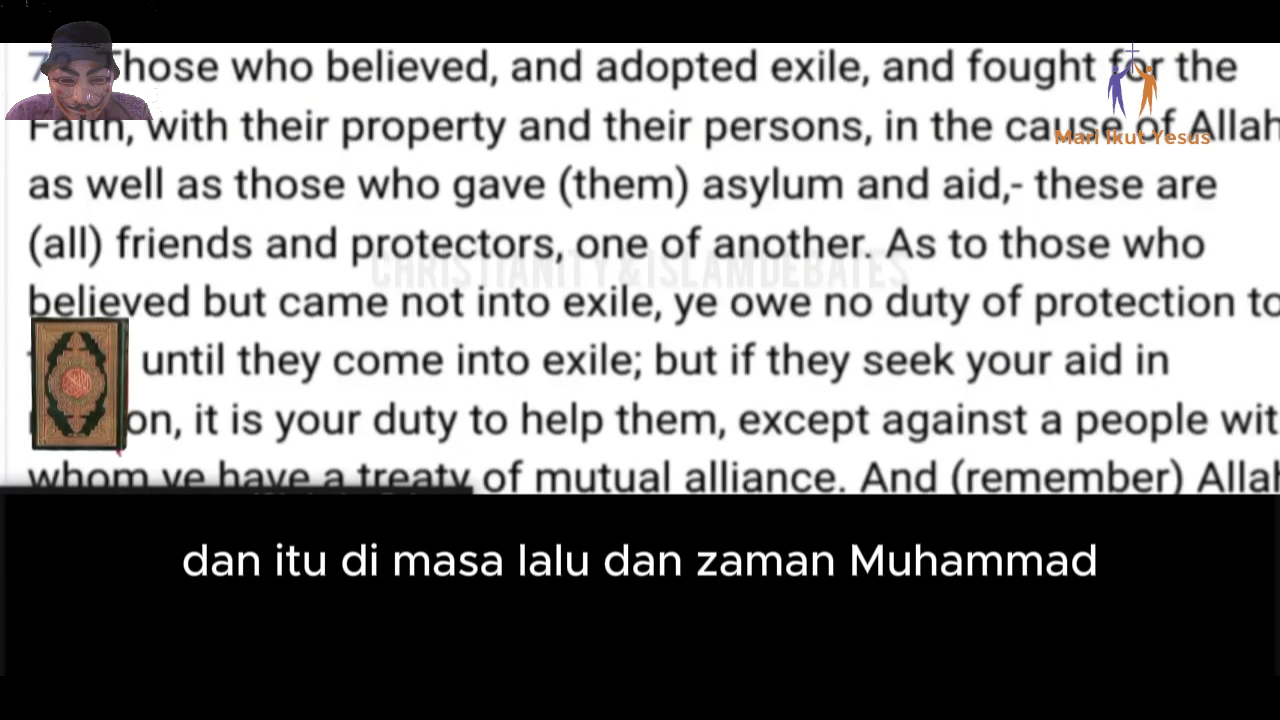 Those who believed, and adopted exile, and fought for the
Mari Ikut Yesus
Faith, with their property and their persons, in the cause of Allah
as well as those who gave (them) asylum and aid,- these are
(all) friends and protectors, one of another. As to those who
CHRISTIANITY & ISLAM DEBATES
believed but came not into exile, ye owe no duty of protection to
until they come into exile; but if they seek your aid in
on, it is your duty to help them, except against a people wit
whom ye have a treaty of mutual alliance. And (remember) Allah
dan itu di masa lalu dan zaman Muhammad